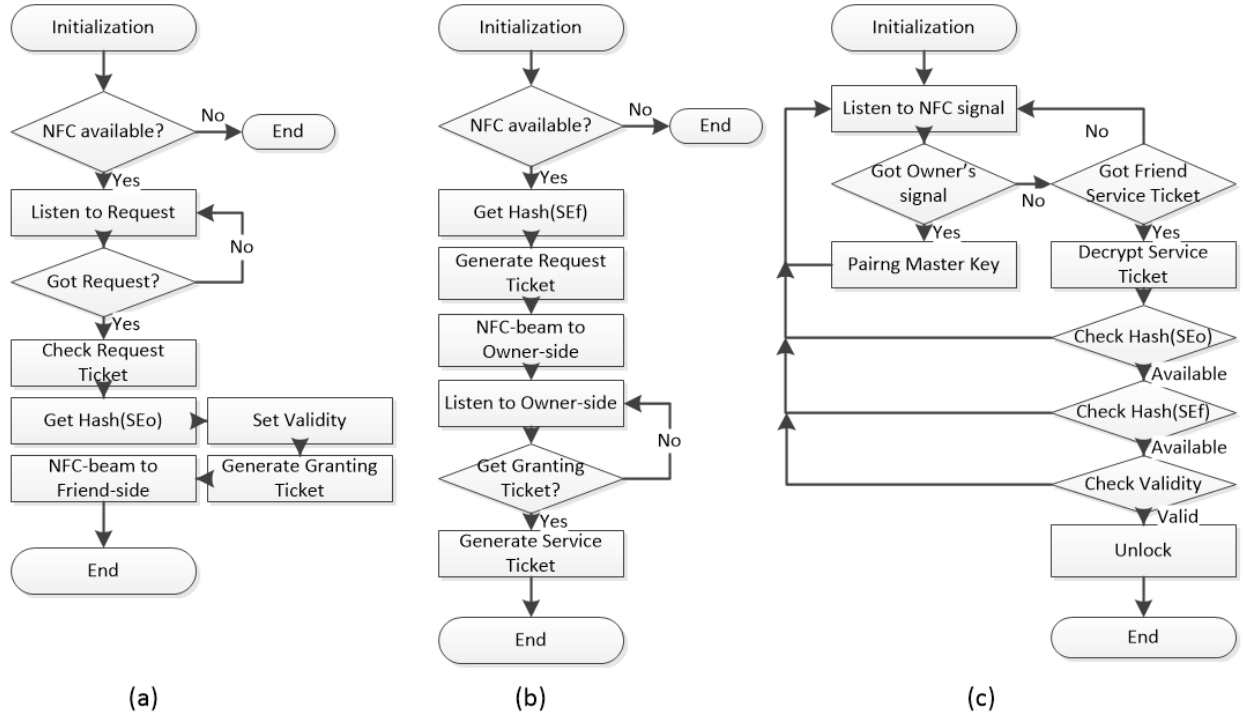 Initialization
NFC available?
No
End
Yes
Listen to Request
No
Got Request?
Yes
Check Request
Ticket
Get Hash(SEo)
Set Validity
NFC-beam to
Friend-side
Generate Granting
Ticket
End
(a)
Initialization
NFC available?
No
End
Yes
Get Hash(SEf)
Generate Request
Ticket
NFC-beam to
Owner-side
Listen to Owner-side
No
Get Granting
Ticket?
Yes
Generate Service
Ticket
End
(b)
Initialization
Listen to NFC signal
No
Got Owner's
signal
No
Got Friend
Service Ticket
Yes
Yes
Pairng Master Key
Decrypt Service
Ticket
Check Hash(SEo)
Available
Check Hash(SEf)
Available
Check Validity
Valid
Unlock
End
(c)